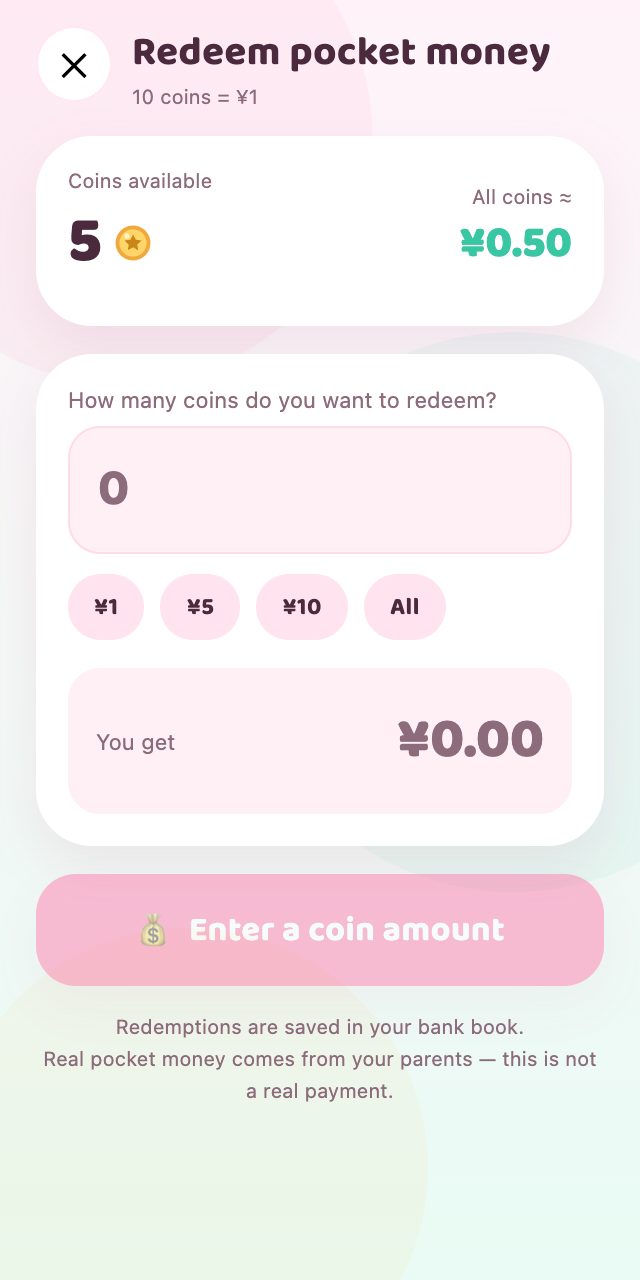 Redeem pocket money
10 coins = ¥1
Coins available
5
All coins ≈
¥0.50
How many coins do you want to redeem?
0
¥1 ¥5 ¥10 All
You get ¥0.00
Enter a coin amount
Redemptions are saved in your bank book.
Real pocket money comes from your parents — this is not
a real payment.